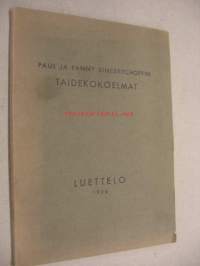 PAUL JA FANNY SINEBRYCHOFFIN
TAIDEKOKOELMAT
LUETTELO